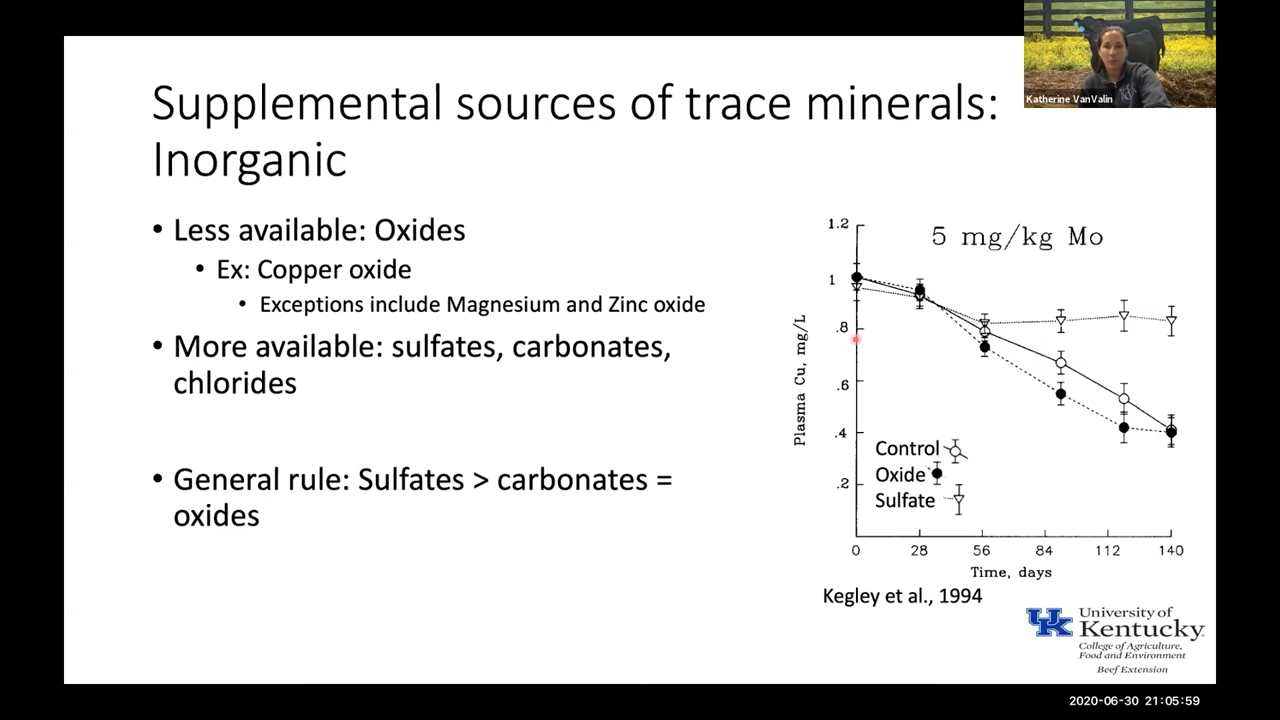 Katherine VanValin
Supplemental sources of trace minerals:
Inorganic
• Less available: Oxides
• Ex: Copper oxide
• Exceptions include Magnesium and Zinc oxide
• More available: sulfates, carbonates,
chlorides
• General rule: Sulfates > carbonates =
oxides
5 mg/kg Mo
1.2
1
.8
.6
.4
.2
Plasma Cu, mg/L
Control
Oxide
Sulfate
0 28 56 84 112 140
Time, days
Kegley et al., 1994
UK
University of
Kentucky
College of Agriculture,
Food and Environment
Beef Extension
2020-06-30 21:05:59